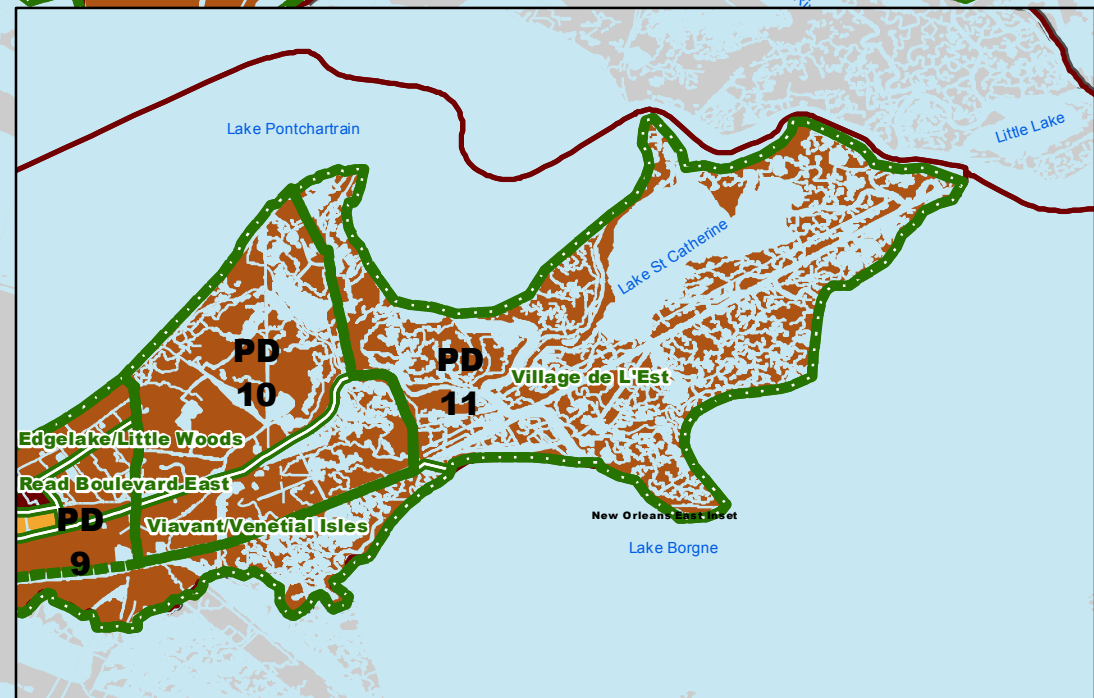 Lake Pontchartrain
Little Lake
Lake St Catherine
PD
10
PD
11
Village de L'Est
Edgelake/Little Woods
Read Boulevard East
PD
9
Viavant/Venetial Isles
New Orleans East Inset
Lake Borgne